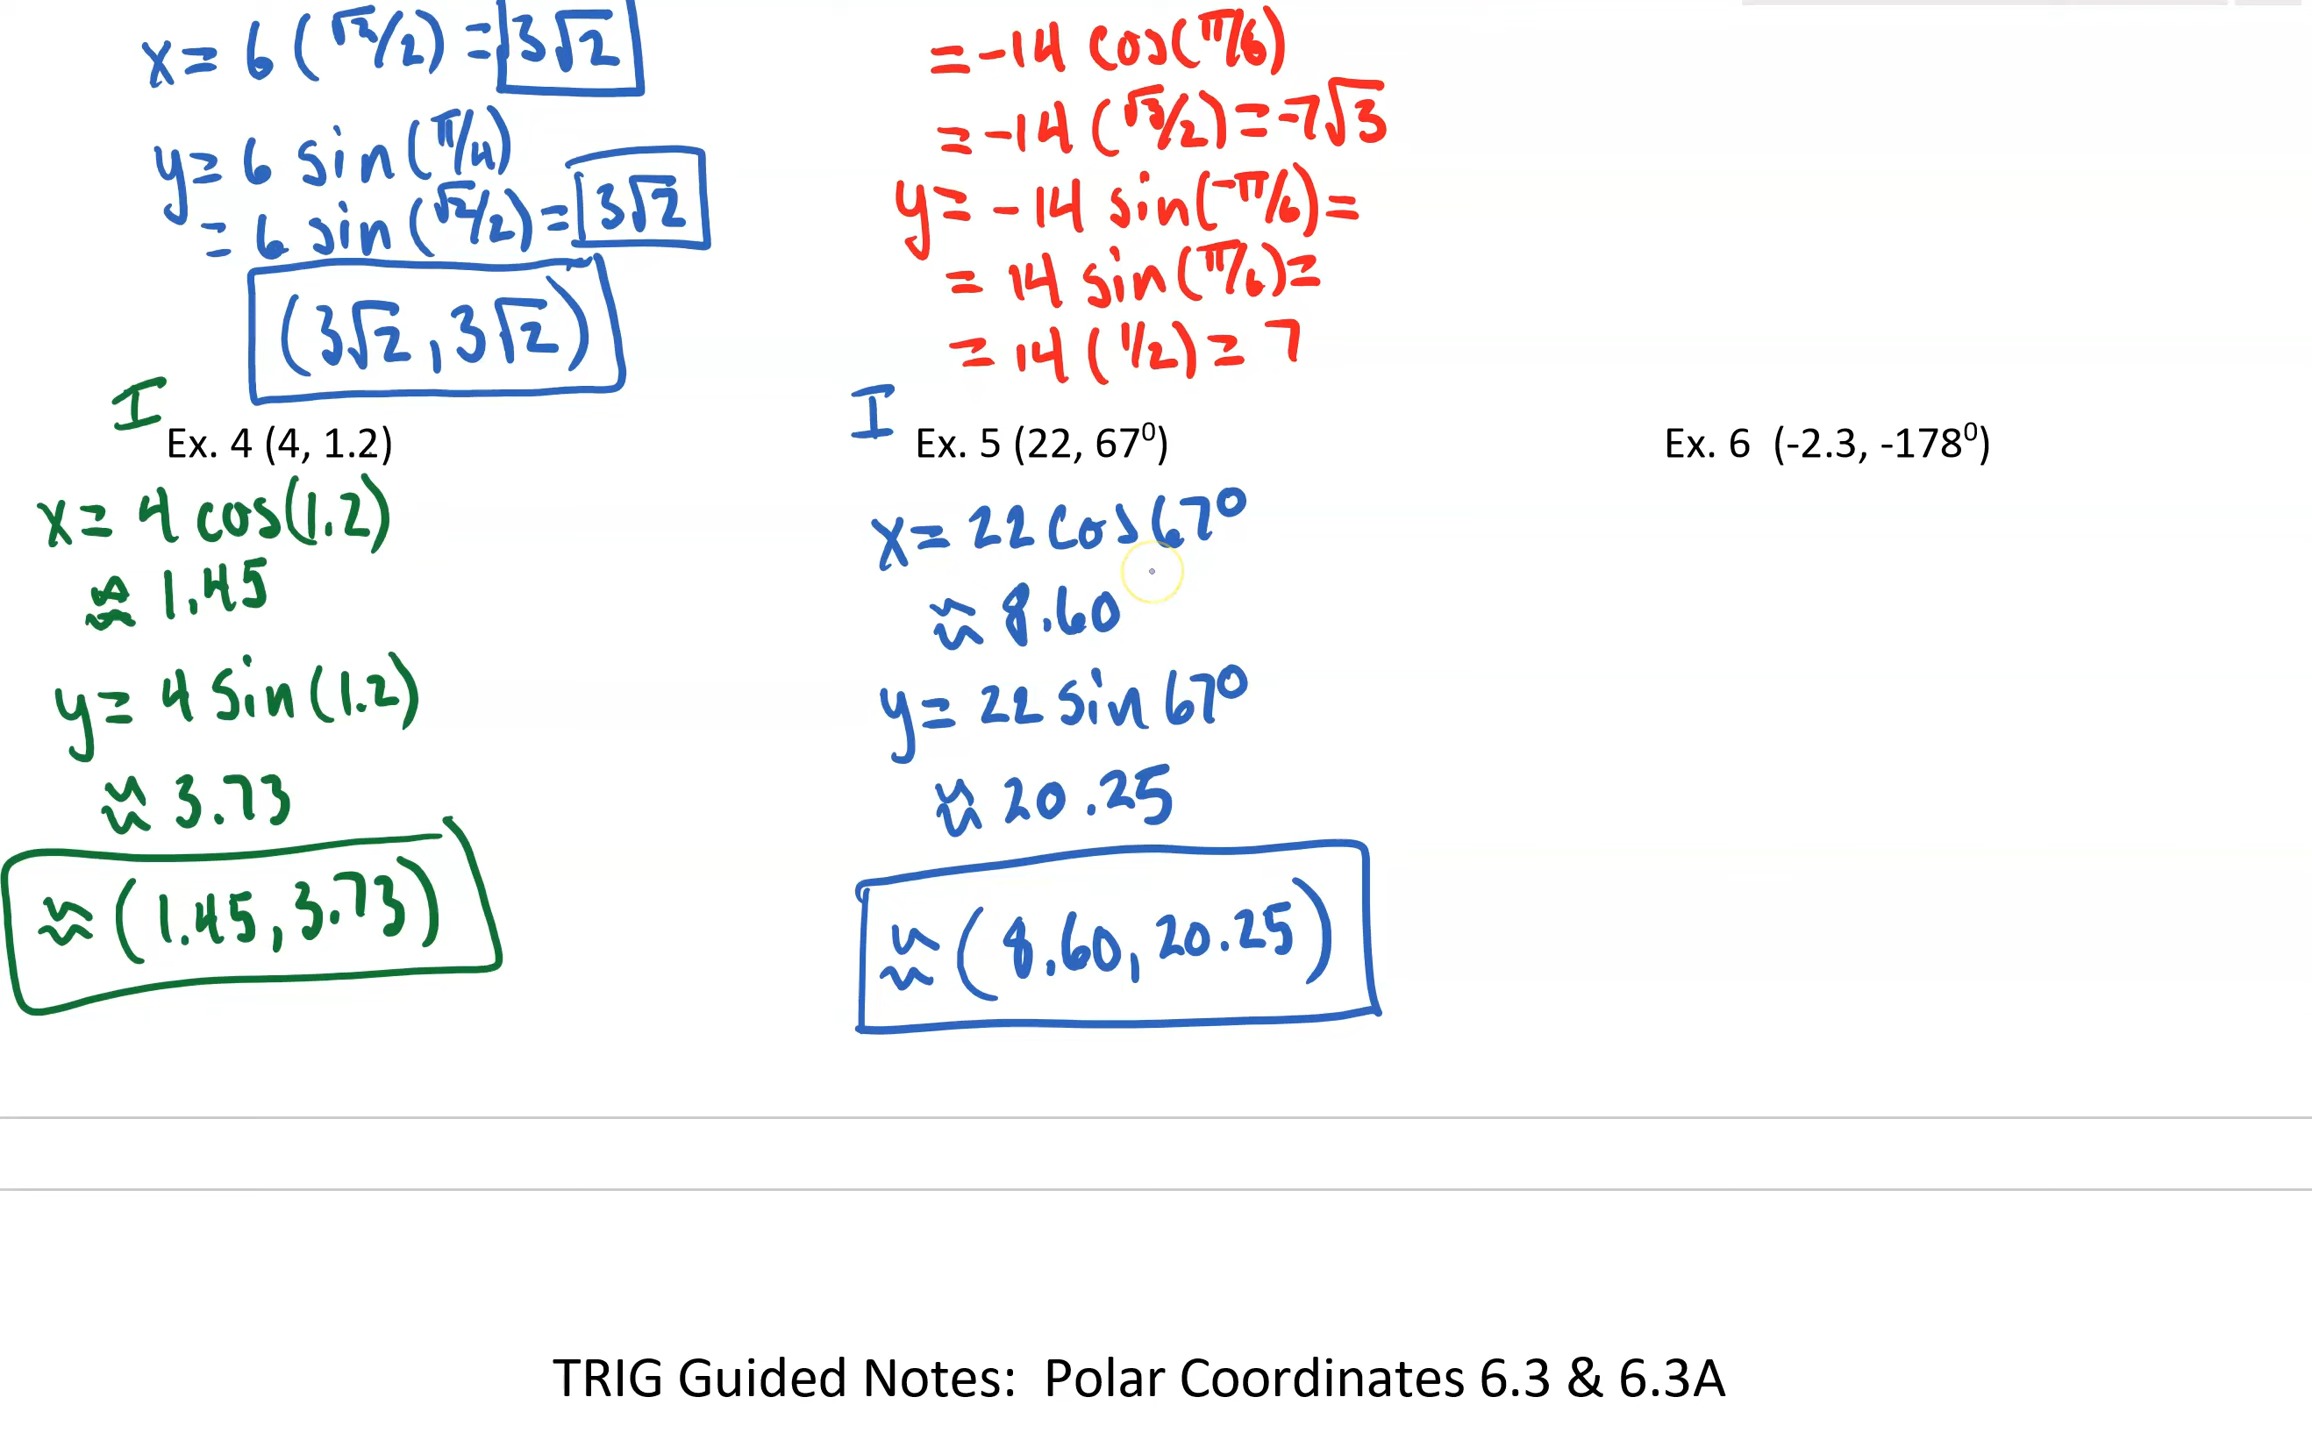 x = 6 (√2/2) = 3√2
y = 6 sin(π/4)
= 6 sin(√2/2) = 3√2
(3√2, 3√2)
= -14 cos(π/6)
= -14 (√3/2) = -7√3
y = -14 sin(-π/6) =
= 14 sin(π/6) =
= 14 (1/2) = 7
I
Ex. 4 (4, 1.2)
x = 4 cos(1.2)
≈ 1.45
y = 4 sin(1.2)
≈ 3.73
≈ (1.45, 3.73)
I
Ex. 5 (22, 67⁰)
x = 22 cos 67⁰
≈ 8.60
y = 22 sin 67⁰
≈ 20.25
≈ (8.60, 20.25)
Ex. 6 (-2.3, -178⁰)
TRIG Guided Notes: Polar Coordinates 6.3 & 6.3A